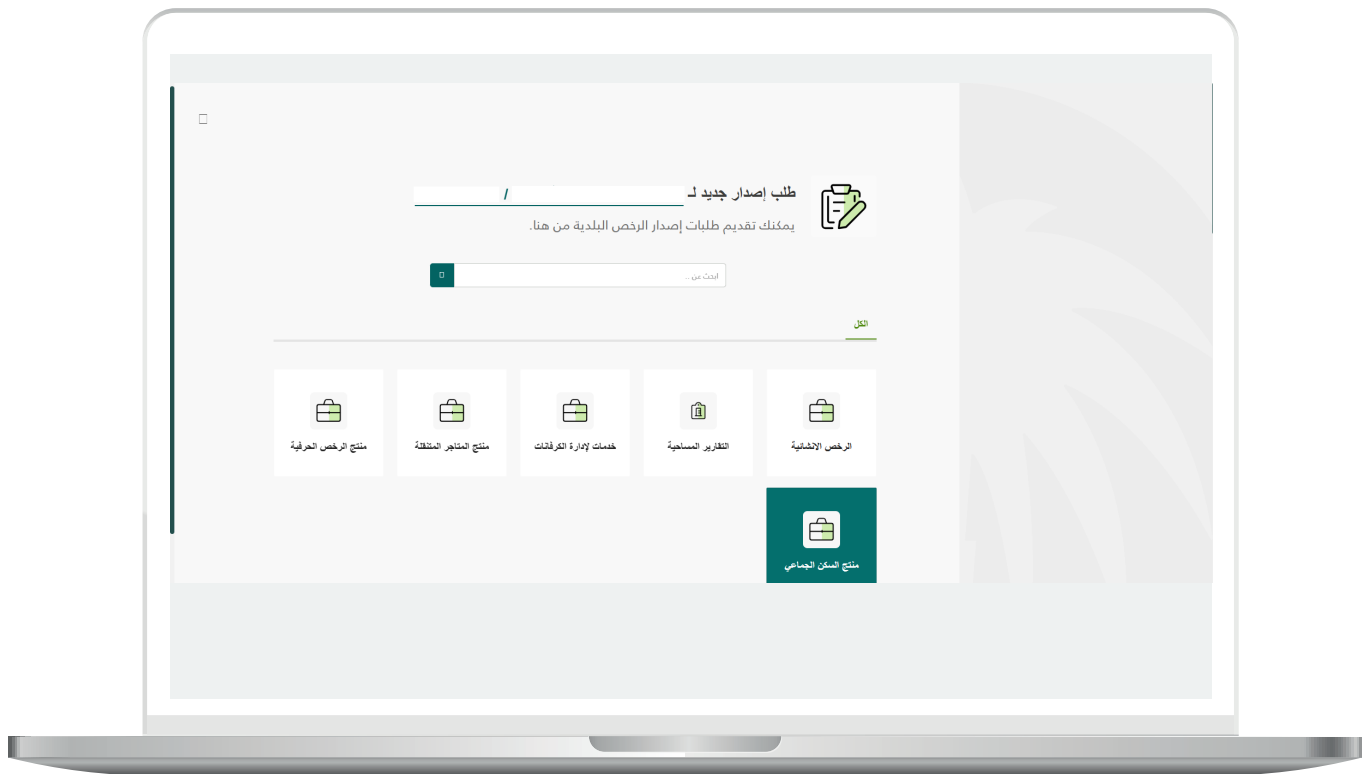 طلب إصدار جديد لـ /
يمكنك تقديم طلبات إصدار الرخص البلدية من هنا.
ابحث عن ..
الكل
الرخص الانشائية
التقارير المساحية
خدمات لإدارة الكرفانات
منتج المتاجر المتنقلة
منتج الرخص الحرفية
منتج السكن الجماعي